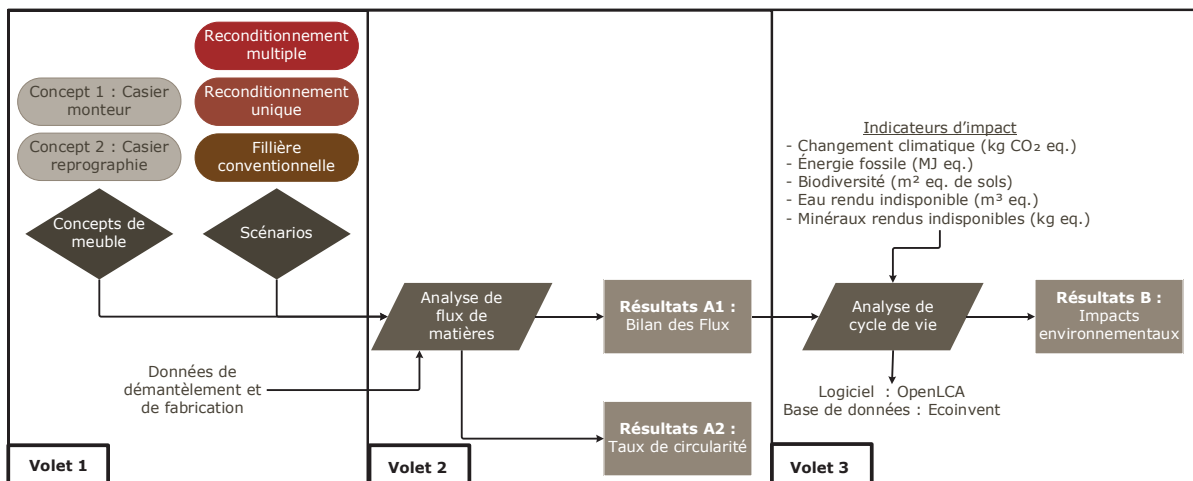 Reconditionnement
multiple
Concept 1 : Casier
monteur
Reconditionnement
unique
Concept 2 : Casier
reprographie
Fillière
conventionnelle
Concepts de
meuble
Scénarios
Données de
démantèlement et
de fabrication
Volet 1
Analyse de
flux de
matières
Résultats A1 :
Bilan des Flux
Résultats A2 :
Taux de circularité
Volet 2
Indicateurs d'impact
- Changement climatique (kg CO₂ eq.)
- Énergie fossile (MJ eq.)
- Biodiversité (m² eq. de sols)
- Eau rendu indisponible (m³ eq.)
- Minéraux rendus indisponibles (kg eq.)
Analyse de
cycle de vie
Résultats B :
Impacts
environnementaux
Logiciel : OpenLCA
Base de données : Ecoinvent
Volet 3